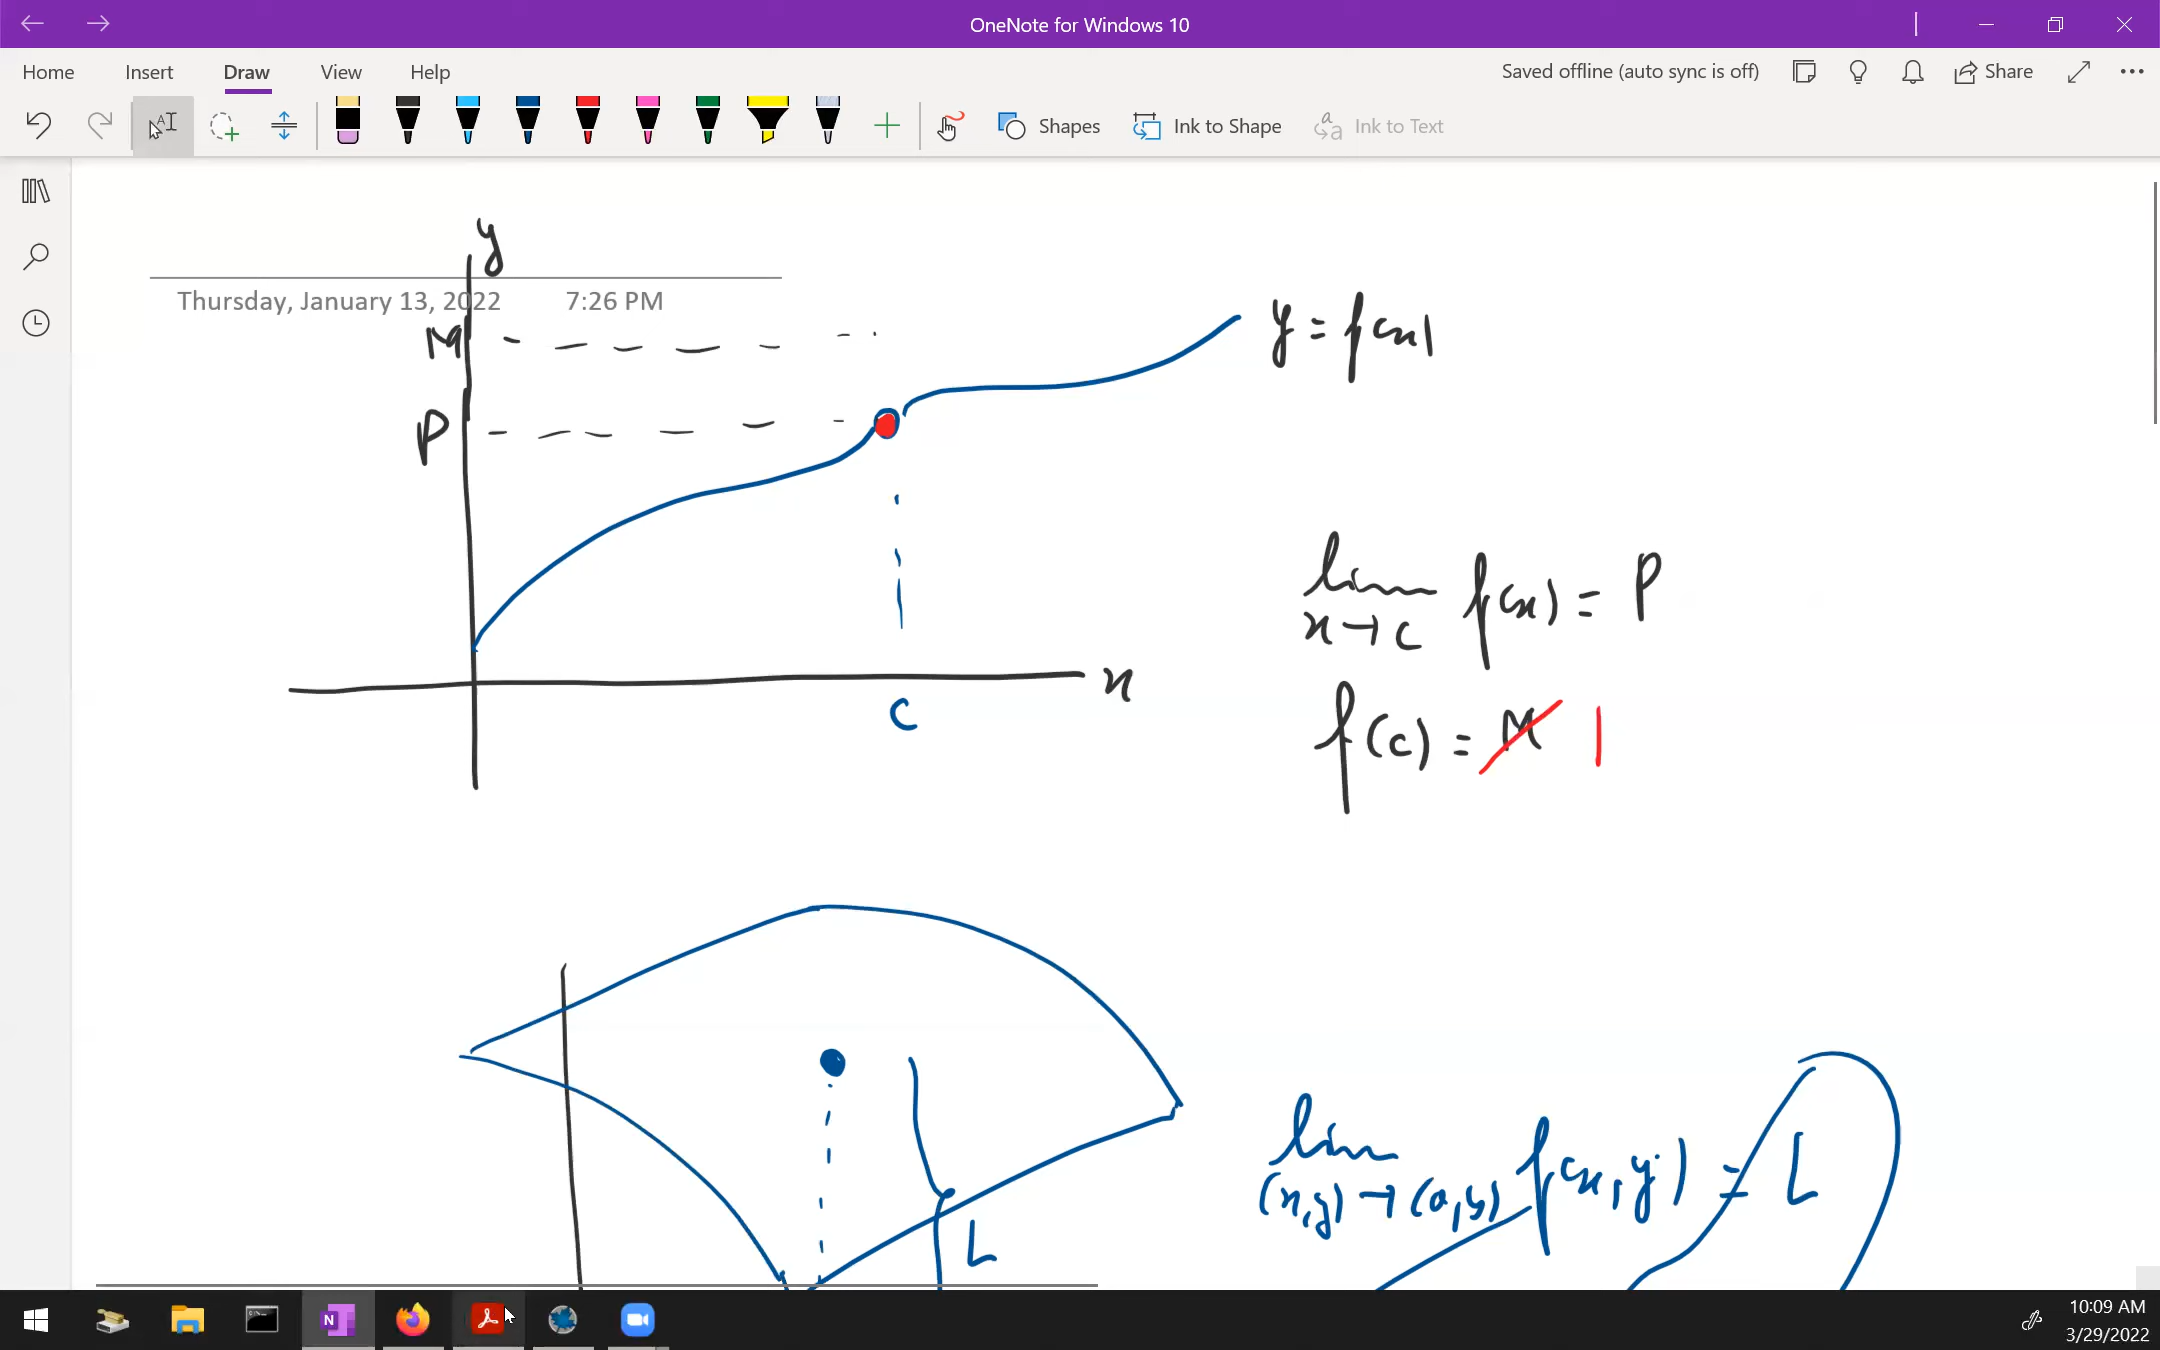 OneNote for Windows 10
Home Insert Draw View Help
Saved offline (auto sync is off) Share
Shapes Ink to Shape Ink to Text
y
Thursday, January 13, 2022 7:26 PM
M
y = f(x)
P
lim f(x) = P
x → c
x
c
f(c) = M
lim f(x,y) = L
(x,y) → (a,b)
L
10:09 AM
3/29/2022